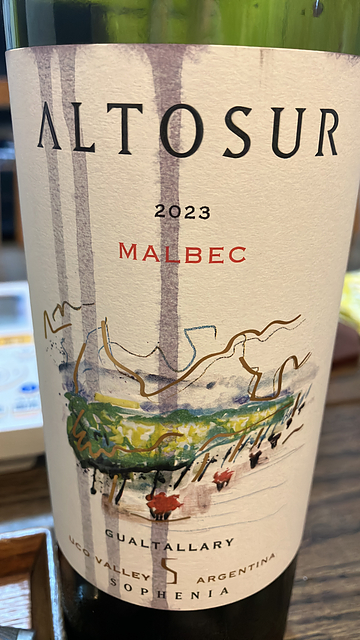 ALTOSUR
2023
MALBEC
GUALTALLARY
UCO VALLEY S ARGENTINA
SOPHENIA